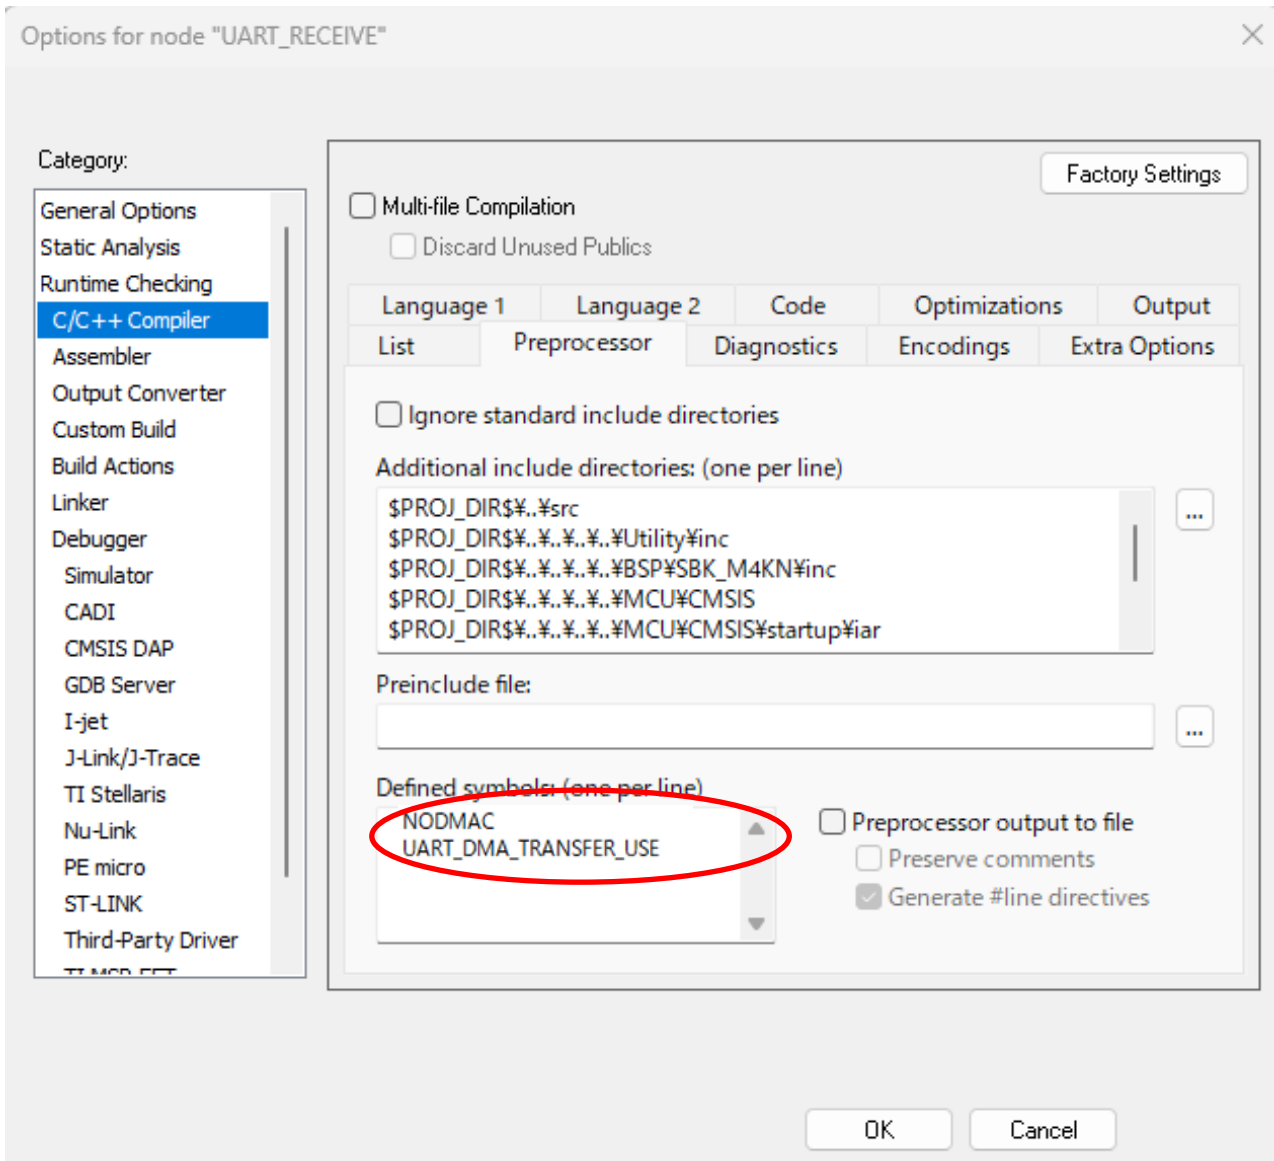 Options for node "UART_RECEIVE"
Category:
General Options
Static Analysis
Runtime Checking
C/C++ Compiler
Assembler
Output Converter
Custom Build
Build Actions
Linker
Debugger
Simulator
CADI
CMSIS DAP
GDB Server
I-jet
J-Link/J-Trace
TI Stellaris
Nu-Link
PE micro
ST-LINK
Third-Party Driver
Factory Settings
Multi-file Compilation
Discard Unused Publics
Language 1 Language 2 Code Optimizations Output
List Preprocessor Diagnostics Encodings Extra Options
Ignore standard include directories
Additional include directories: (one per line)
$PROJ_DIR$¥..¥src
$PROJ_DIR$¥..¥..¥..¥..¥Utility¥inc
$PROJ_DIR$¥..¥..¥..¥..¥BSP¥SBK_M4KN¥inc
$PROJ_DIR$¥..¥..¥..¥..¥MCU¥CMSIS
$PROJ_DIR$¥..¥..¥..¥..¥MCU¥CMSIS¥startup¥iar
...
Preinclude file:
...
Defined symbols: (one per line)
NODMAC
UART_DMA_TRANSFER_USE
Preprocessor output to file
Preserve comments
Generate #line directives
OK Cancel